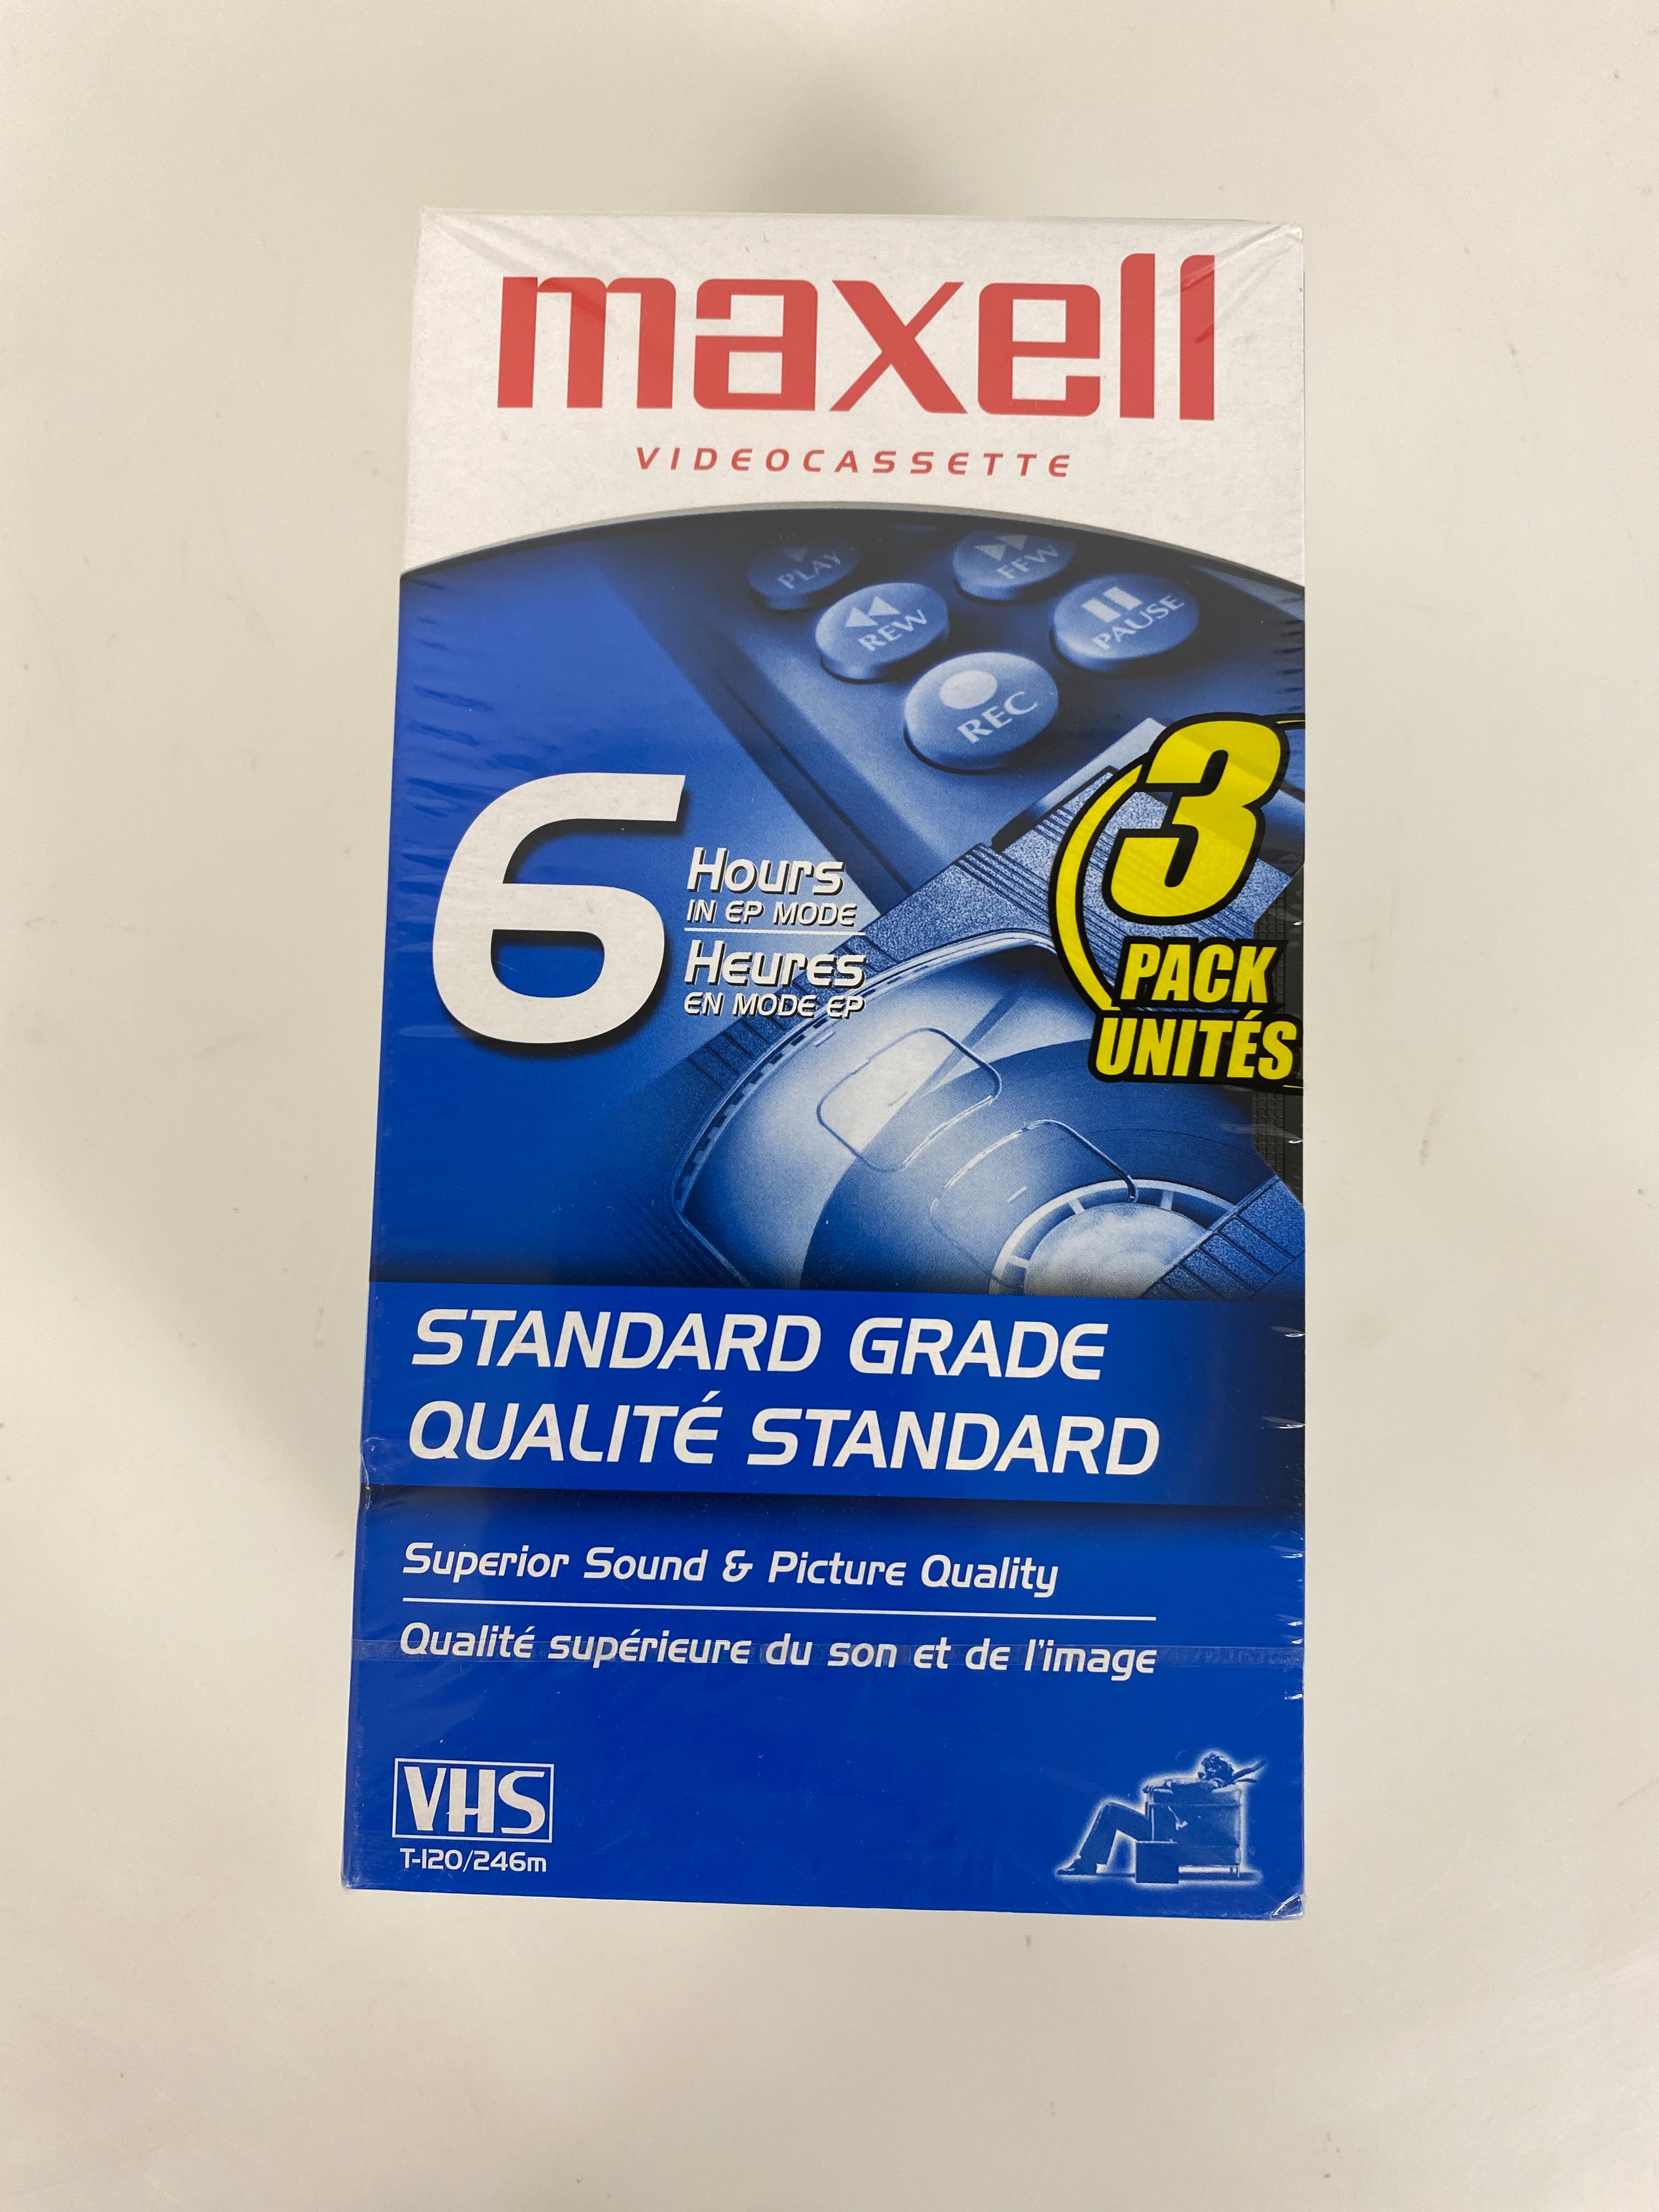 maxell
VIDEOCASSETTE
PLAY
FFW
REW
PAUSE
REC
3
PACK
UNITÉS
6
Hours
IN EP MODE
Heures
EN MODE EP
STANDARD GRADE
QUALITÉ STANDARD
Superior Sound & Picture Quality
Qualité supérieure du son et de l'image
VHS
T-120/246m